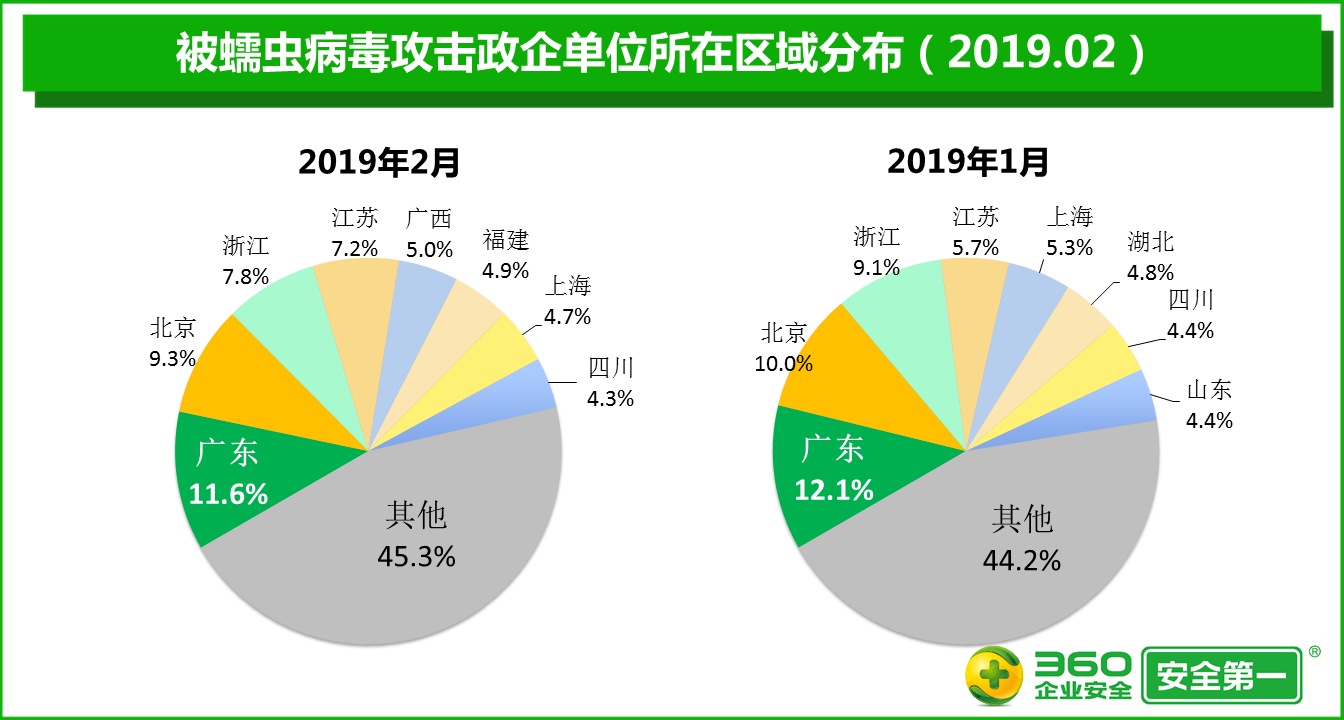 被蠕虫病毒攻击政企单位所在区域分布（2019.02）
2019年2月
江苏
7.2%
广西
5.0%
福建
4.9%
浙江
7.8%
上海
4.7%
北京
9.3%
四川
4.3%
广东
11.6%
其他
45.3%
2019年1月
江苏
5.7%
上海
5.3%
湖北
4.8%
浙江
9.1%
四川
4.4%
北京
10.0%
山东
4.4%
广东
12.1%
其他
44.2%
360
企业安全
安全第一
®